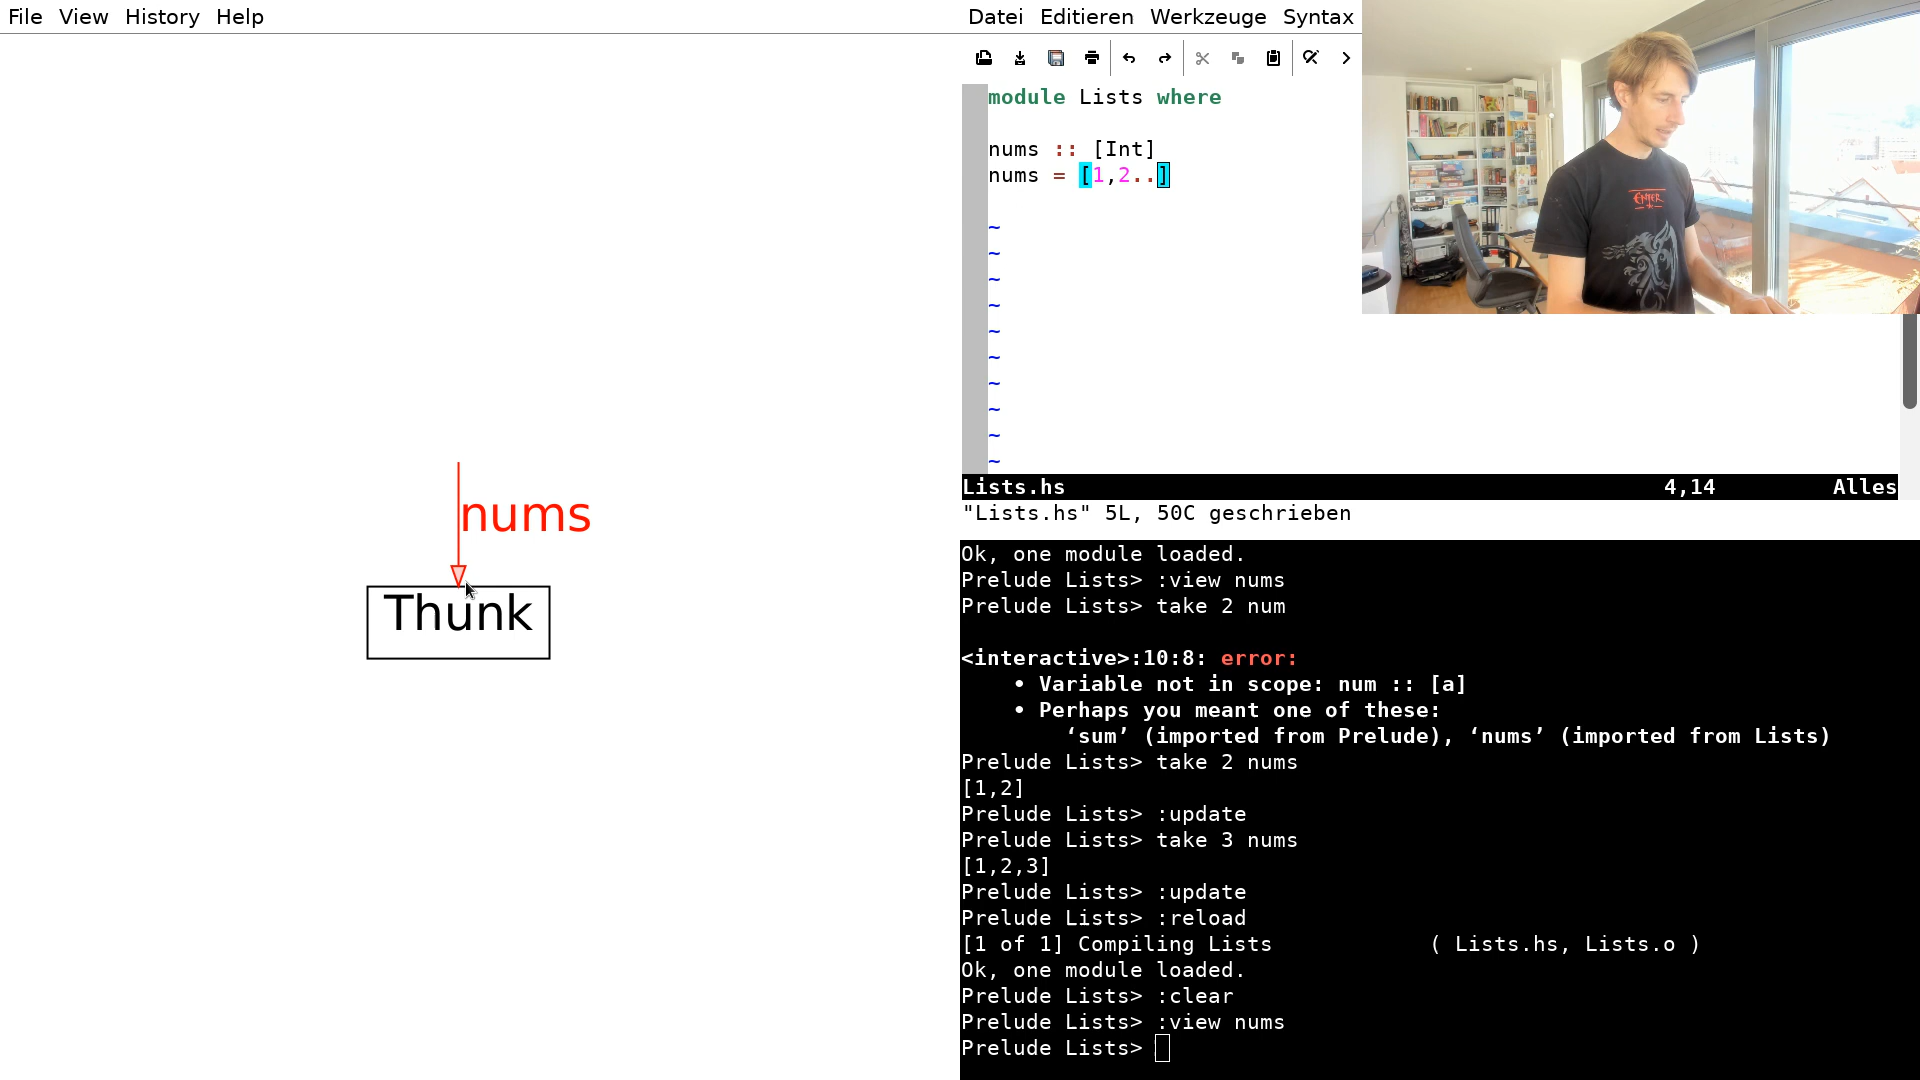 File View History Help
nums
Thunk
Datei Editieren Werkzeuge Syntax
module Lists where
nums :: [Int]
nums = [1,2..]
~
~
~
~
~
~
~
~
~
~
Lists.hs 4,14 Alles
"Lists.hs" 5L, 50C geschrieben
ENTER
Ok, one module loaded.
Prelude Lists> :view nums
Prelude Lists> take 2 num
<interactive>:10:8: error:
• Variable not in scope: num :: [a]
• Perhaps you meant one of these:
‘sum’ (imported from Prelude), ‘nums’ (imported from Lists)
Prelude Lists> take 2 nums
[1,2]
Prelude Lists> :update
Prelude Lists> take 3 nums
[1,2,3]
Prelude Lists> :update
Prelude Lists> :reload
[1 of 1] Compiling Lists ( Lists.hs, Lists.o )
Ok, one module loaded.
Prelude Lists> :clear
Prelude Lists> :view nums
Prelude Lists>